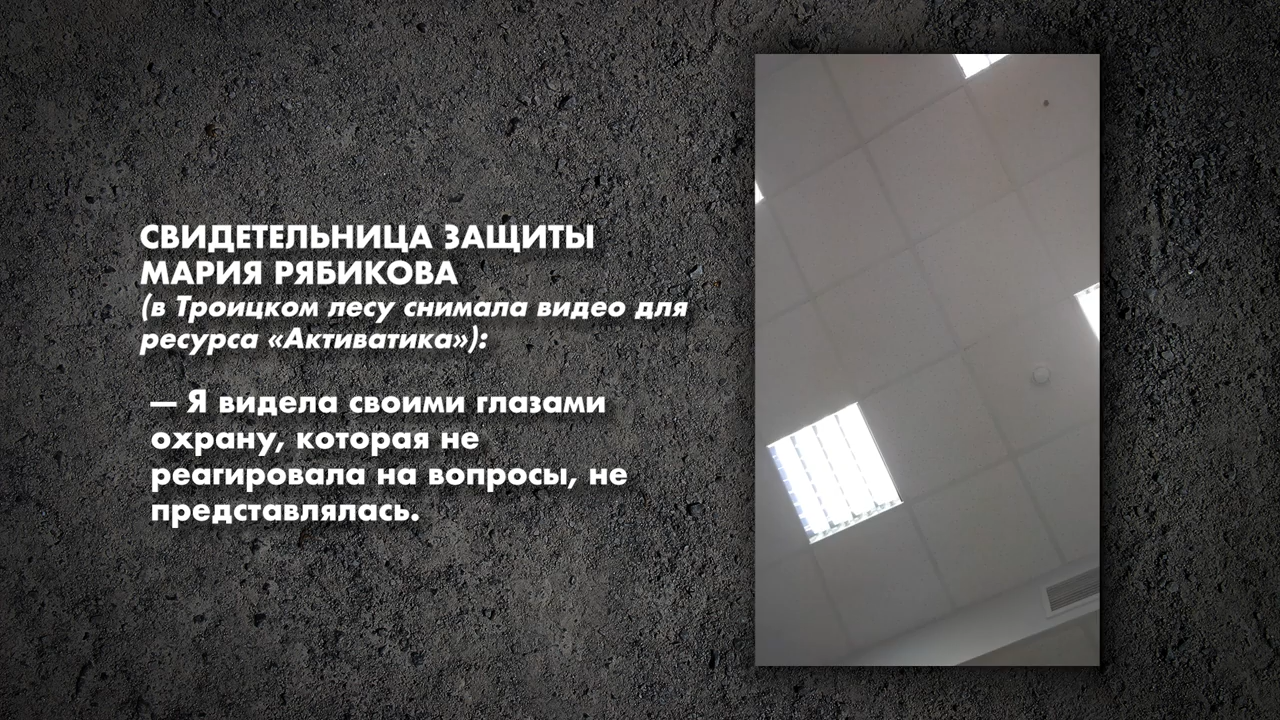 СВИДЕТЕЛЬНИЦА ЗАЩИТЫ
МАРИЯ РЯБИКОВА
(в Троицком лесу снимала видео для
ресурса «Активатика»):
— Я видела своими глазами
охрану, которая не
реагировала на вопросы, не
представлялась.